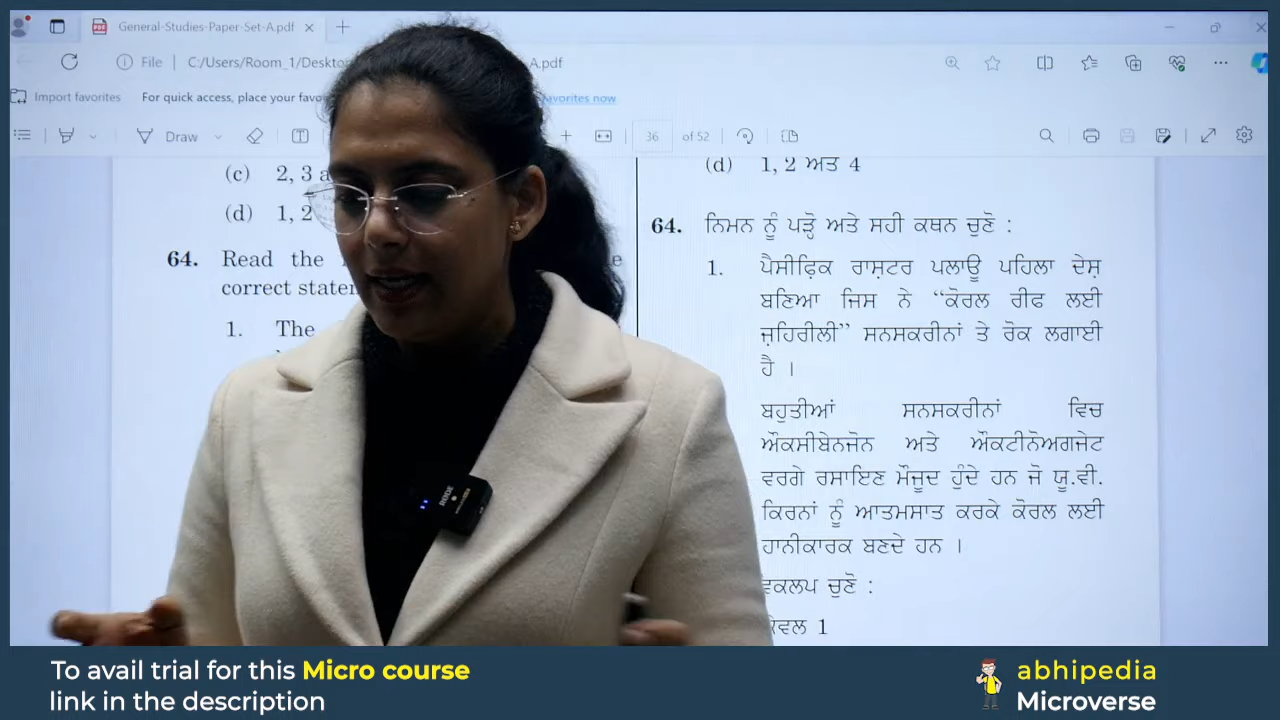 General-Studies-Paper-Set-A.pdf
File C:/Users/Room_1/Deskto A.pdf
Import favorites For quick access, place your favo avorites now
Draw 36 of 52
(c) 2, 3
(d) 1, 2
64. Read the
correct
1. The
(d) 1, 2 ਅਤੇ 4
64. ਨਿਮਨ ਨੂੰ ਪੜ੍ਹੋ ਅਤੇ ਸਹੀ ਕਥਨ ਚੁਣੋ :
1. ਪੈਸੀਫ਼ਿਕ ਰਾਸ਼ਟਰ ਪਲਾਊ ਪਹਿਲਾ ਦੇਸ਼
ਬਣਿਆ ਜਿਸ ਨੇ “ਕੋਰਲ ਰੀਫ ਲਈ
ਜ਼ਹਿਰੀਲੀ” ਸਨਸਕਰੀਨਾਂ ਤੇ ਰੋਕ ਲਗਾਈ
ਹੈ ।
ਬਹੁਤੀਆਂ ਸਨਸਕਰੀਨਾਂ ਵਿਚ
ਔਕਸੀਬੇਨਜੋਨ ਅਤੇ ਔਕਟੀਨੋਅਗਜੇਟ
ਵਰਗੇ ਰਸਾਇਣ ਮੌਜੂਦ ਹੁੰਦੇ ਹਨ ਜੋ ਯੂ.ਵੀ.
ਕਿਰਨਾਂ ਨੂੰ ਆਤਮਸਾਤ ਕਰਕੇ ਕੋਰਲ ਲਈ
ਹਾਨੀਕਾਰਕ ਬਣਦੇ ਹਨ ।
ਚੁਣੋ :
1
RØDE
To avail trial for this Micro course
link in the description
abhipedia
Microverse